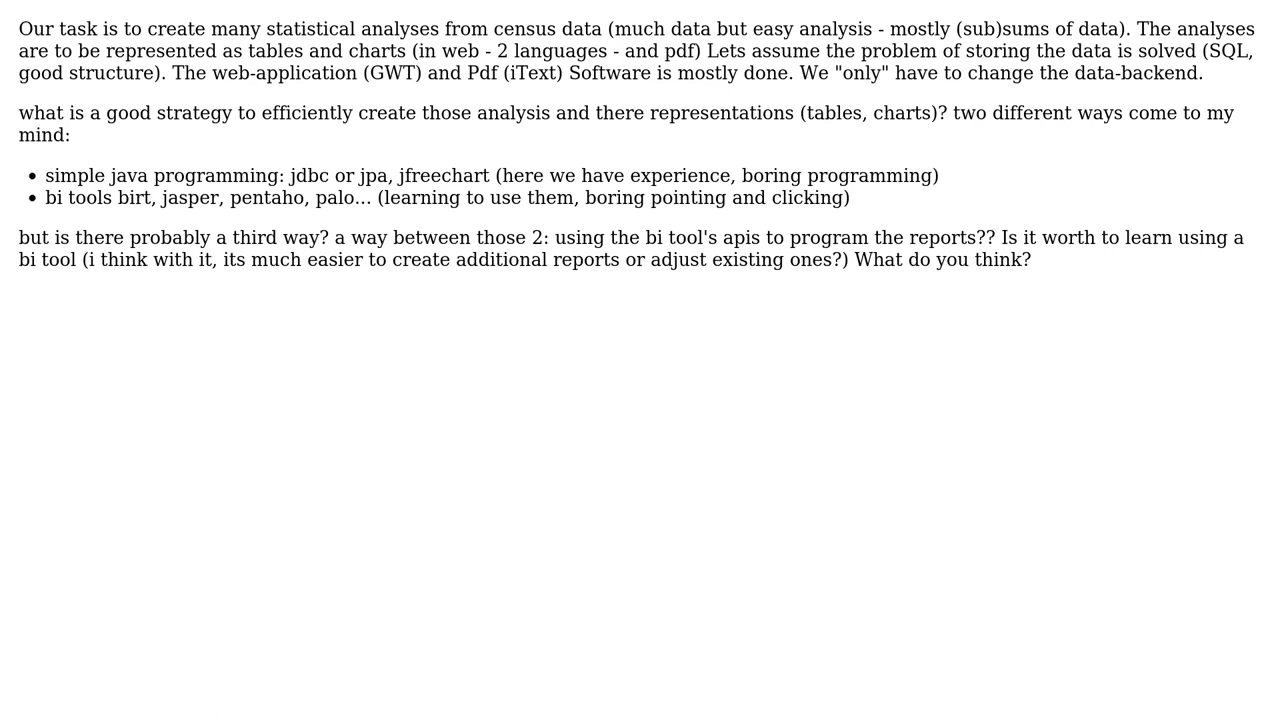 Our task is to create many statistical analyses from census data (much data but easy analysis - mostly (sub)sums of data). The analyses
are to be represented as tables and charts (in web - 2 languages - and pdf) Lets assume the problem of storing the data is solved (SQL,
good structure). The web-application (GWT) and Pdf (iText) Software is mostly done. We "only" have to change the data-backend.
what is a good strategy to efficiently create those analysis and there representations (tables, charts)? two different ways come to my
mind:
• simple java programming: jdbc or jpa, jfreechart (here we have experience, boring programming)
• bi tools birt, jasper, pentaho, palo... (learning to use them, boring pointing and clicking)
but is there probably a third way? a way between those 2: using the bi tool's apis to program the reports?? Is it worth to learn using a
bi tool (i think with it, its much easier to create additional reports or adjust existing ones?) What do you think?